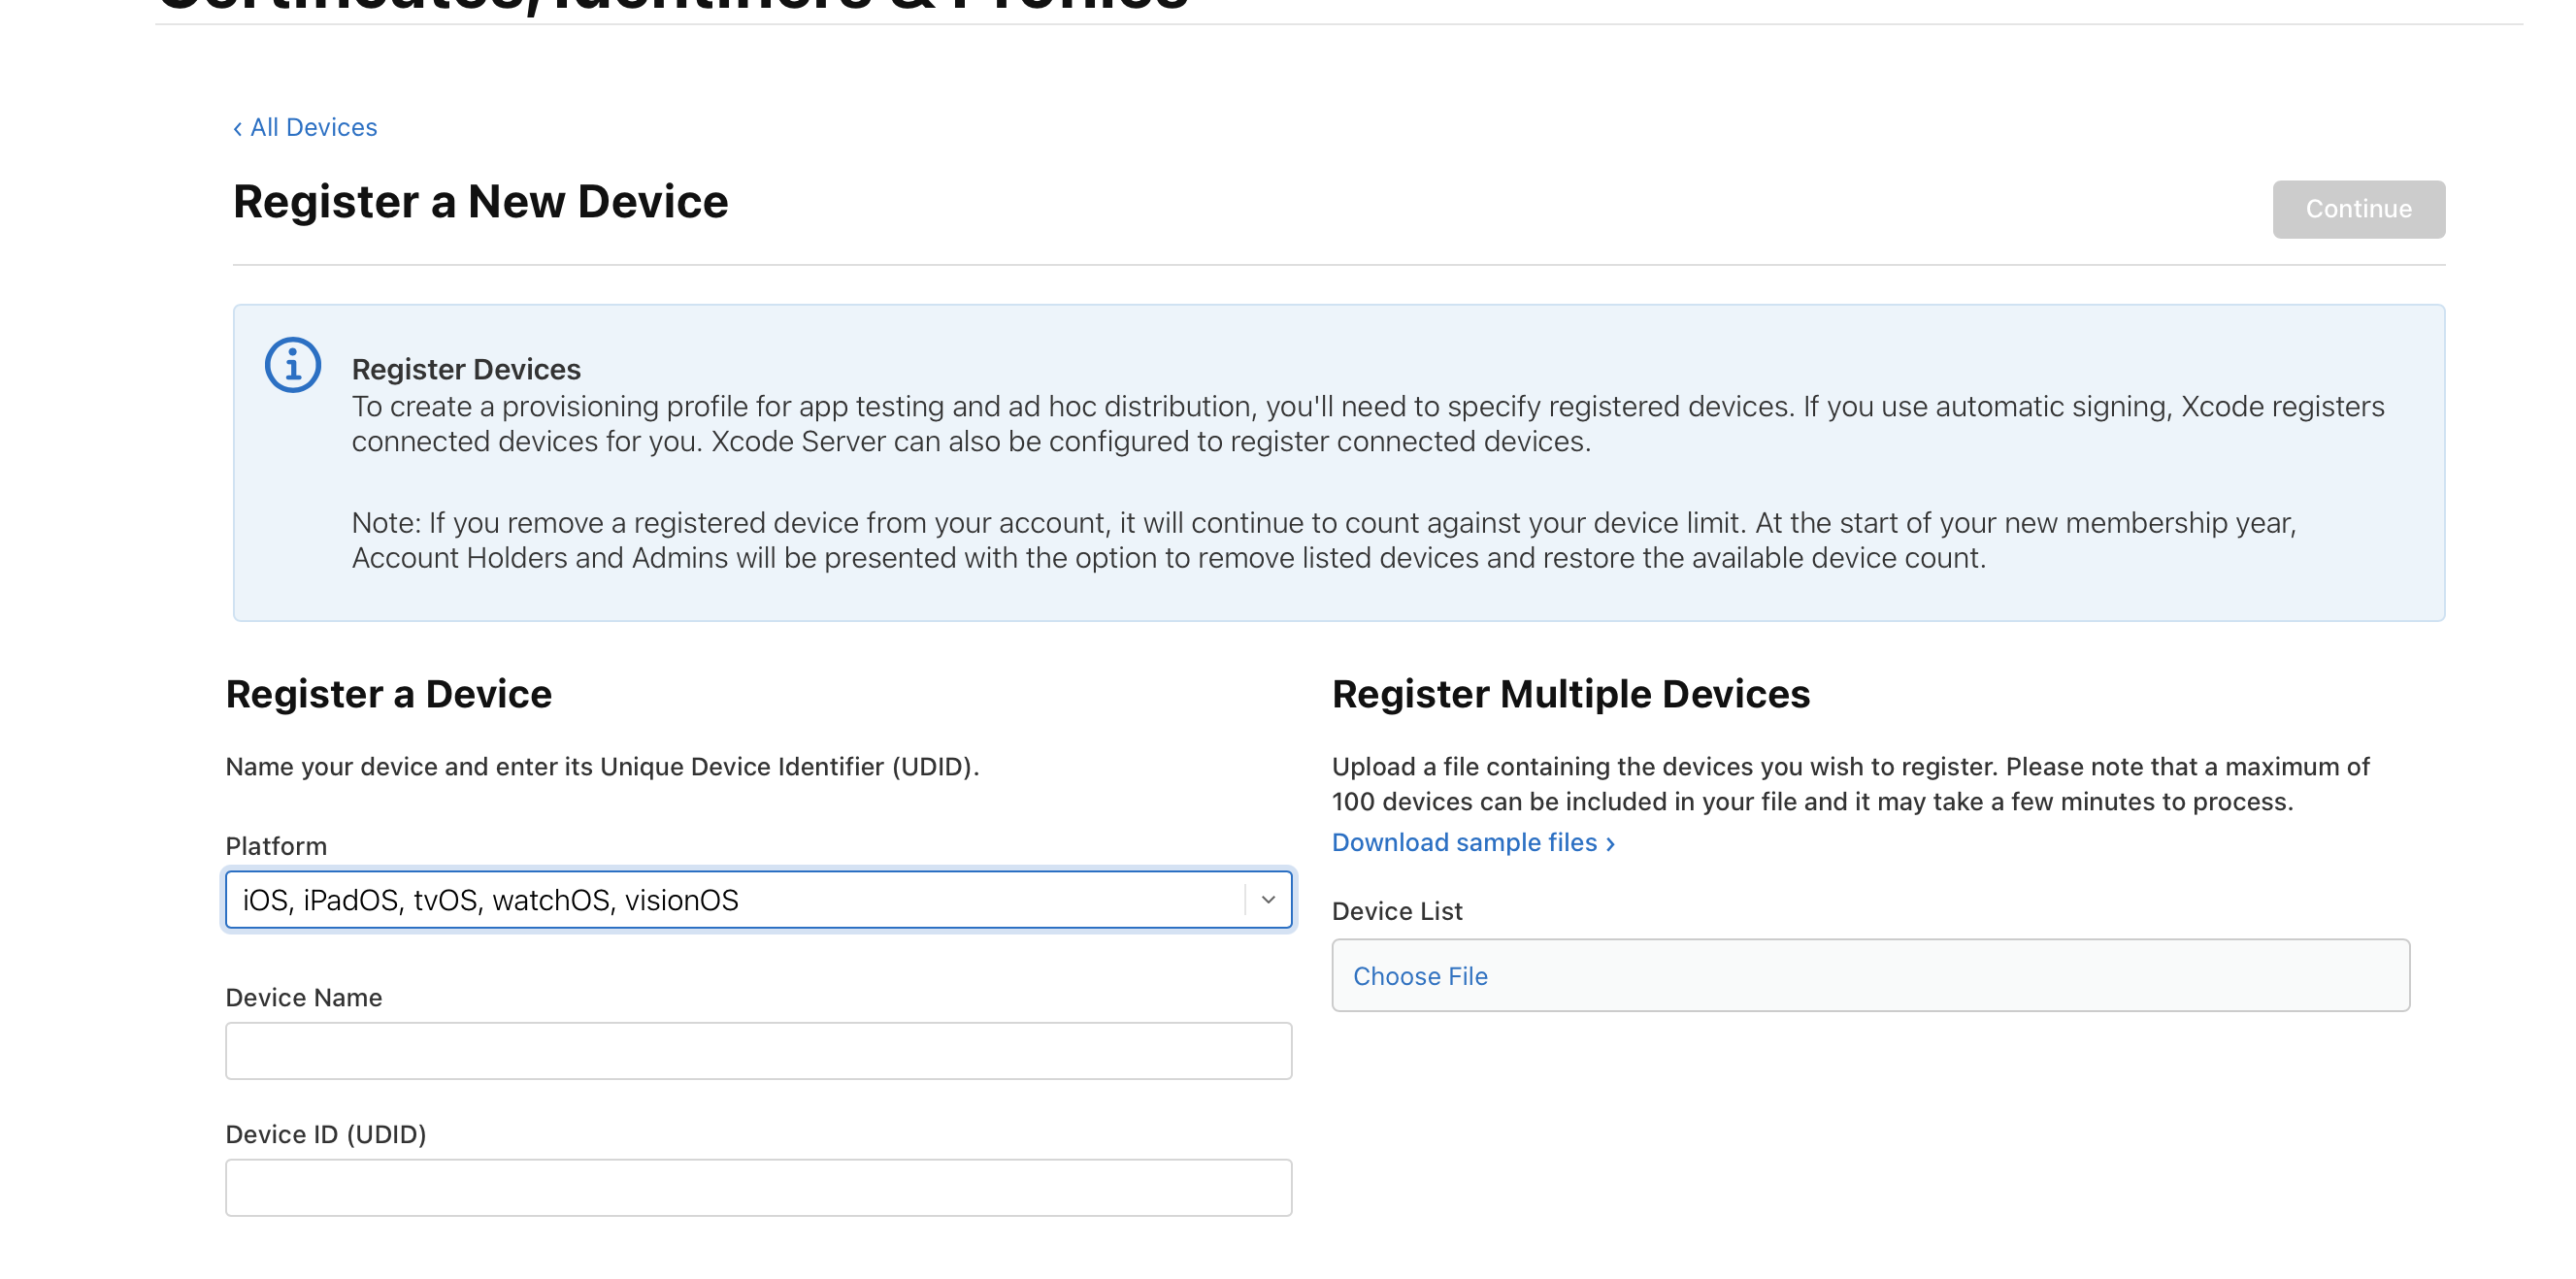 Certificates, Identifiers & Profiles
‹ All Devices
Register a New Device
Continue
Register Devices
To create a provisioning profile for app testing and ad hoc distribution, you'll need to specify registered devices. If you use automatic signing, Xcode registers
connected devices for you. Xcode Server can also be configured to register connected devices.
Note: If you remove a registered device from your account, it will continue to count against your device limit. At the start of your new membership year,
Account Holders and Admins will be presented with the option to remove listed devices and restore the available device count.
Register a Device
Name your device and enter its Unique Device Identifier (UDID).
Platform
iOS, iPadOS, tvOS, watchOS, visionOS
Device Name
Device ID (UDID)
Register Multiple Devices
Upload a file containing the devices you wish to register. Please note that a maximum of
100 devices can be included in your file and it may take a few minutes to process.
Download sample files ›
Device List
Choose File